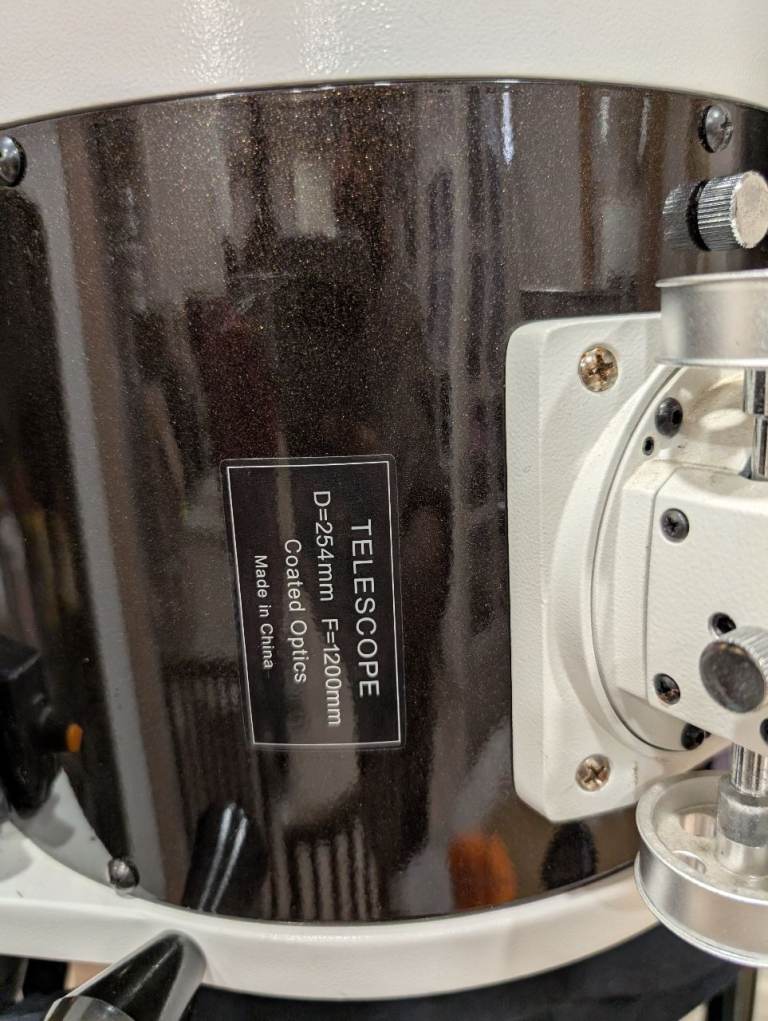 TELESCOPE
D=254mm F=1200mm
Coated Optics
Made in China